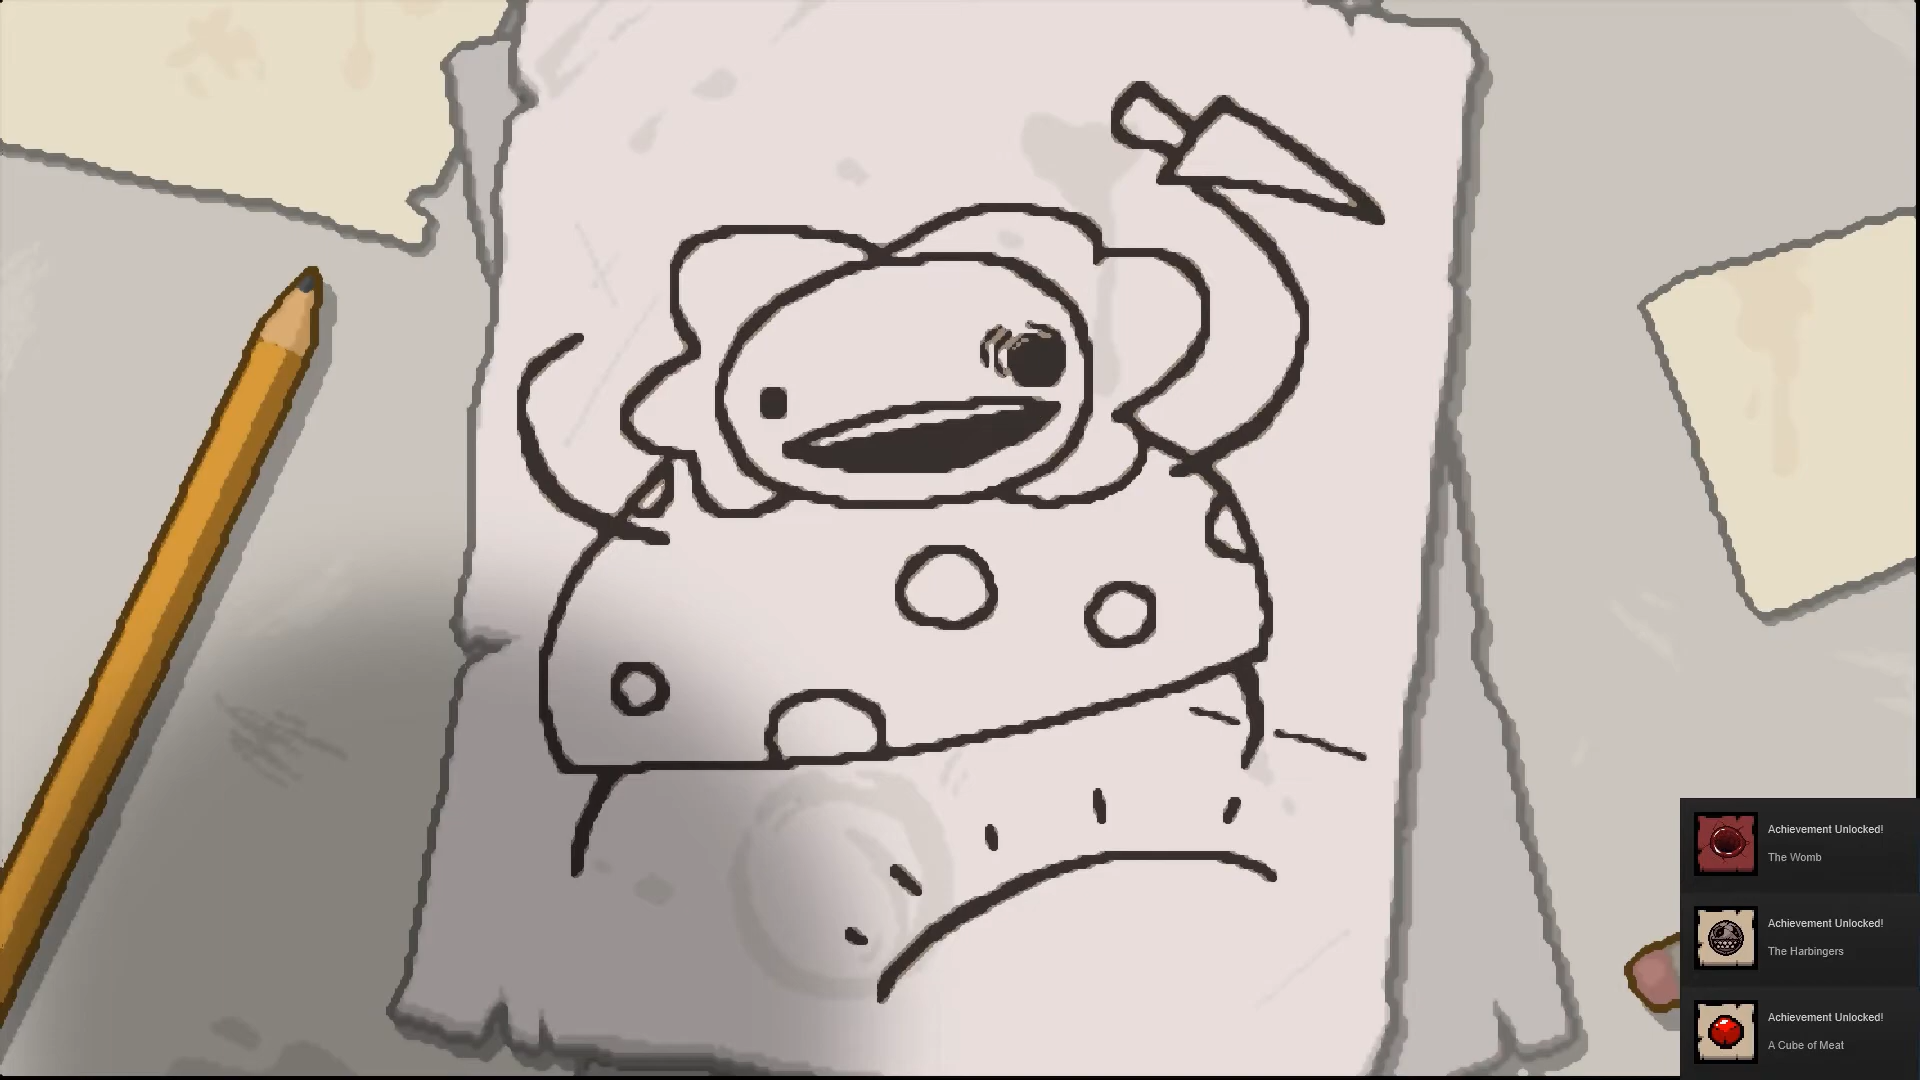 Achievement Unlocked!
The Womb
Achievement Unlocked!
The Harbingers
Achievement Unlocked!
A Cube of Meat